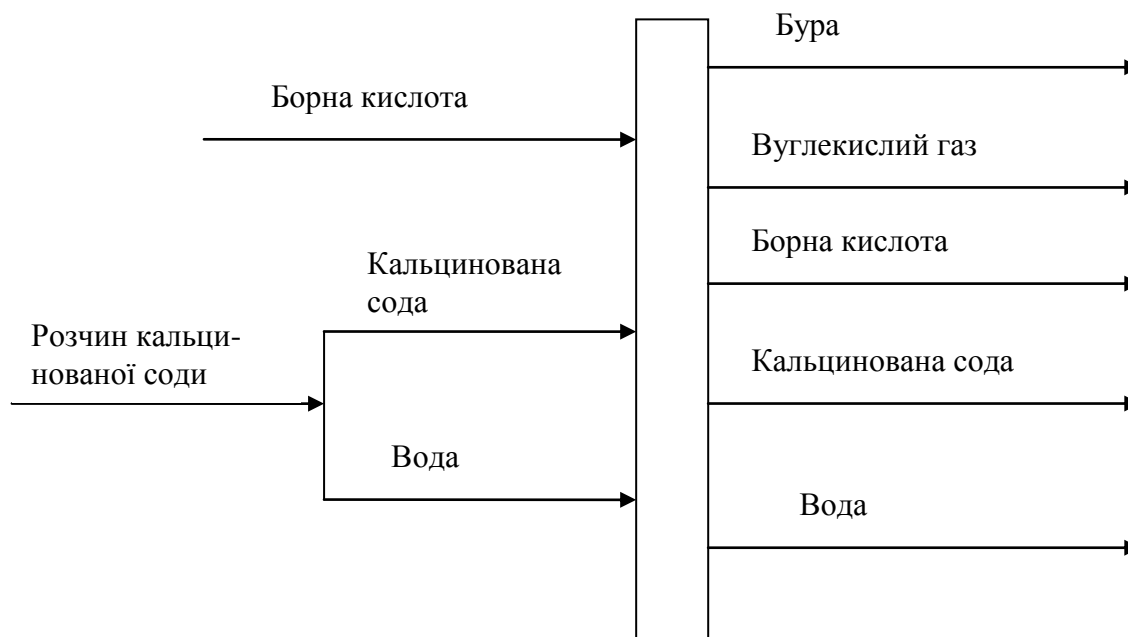 Бура
Борна кислота
Вуглекислий газ
Борна кислота
Кальцинована
сода
Розчин кальци-
нованої соди
Кальцинована сода
Вода
Вода